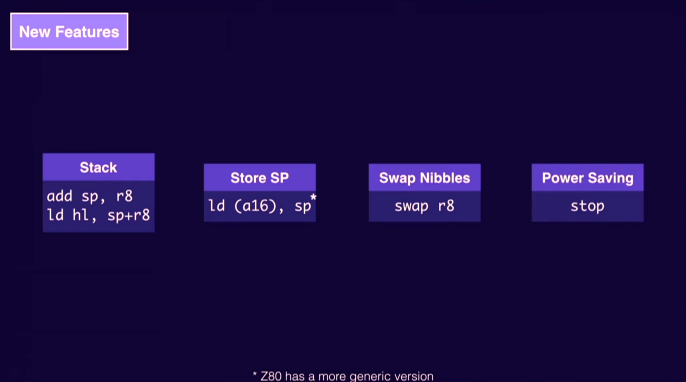 New Features
Stack
add sp, r8
ld hl, sp+r8
Store SP
ld (a16), sp*
Swap Nibbles
swap r8
Power Saving
stop
* Z80 has a more generic version